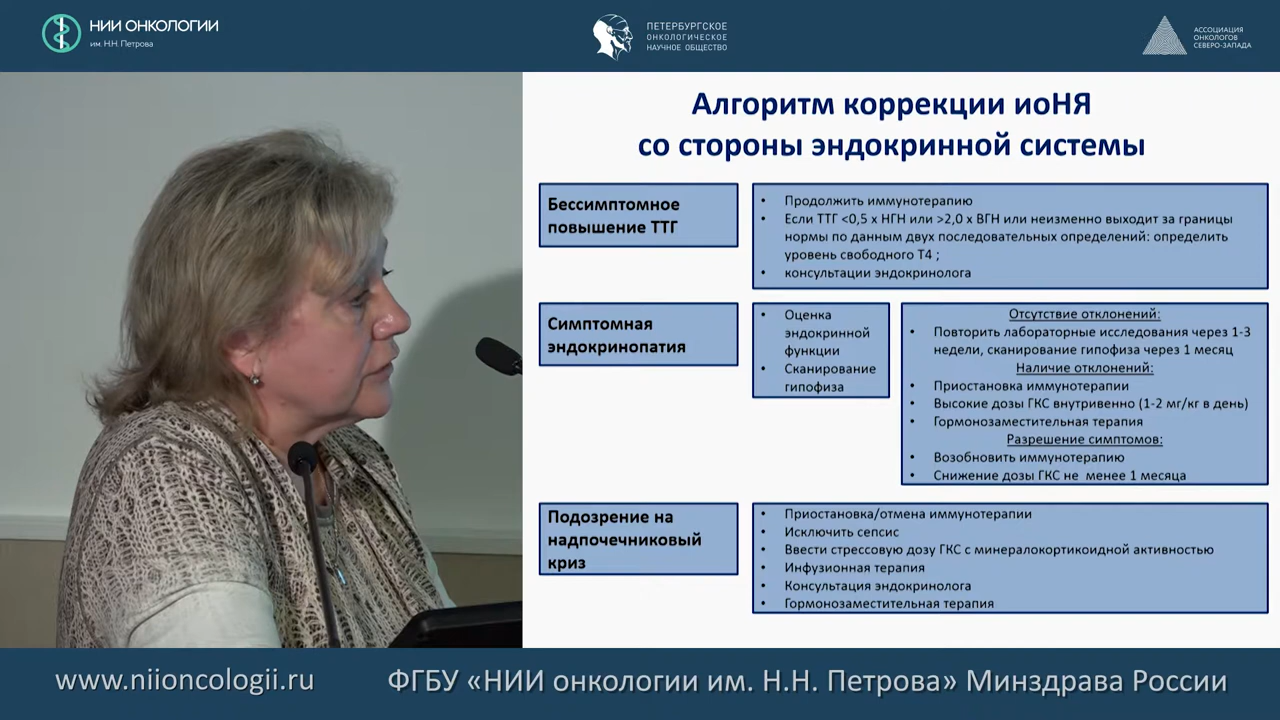 НИИ ОНКОЛОГИИ
им. Н.Н. Петрова
ПЕТЕРБУРГСКОЕ
ОНКОЛОГИЧЕСКОЕ
НАУЧНОЕ ОБЩЕСТВО
АССОЦИАЦИЯ
ОНКОЛОГОВ
СЕВЕРО-ЗАПАДА
Алгоритм коррекции иоНЯ
со стороны эндокринной системы
Бессимптомное
повышение ТТГ
• Продолжить иммунотерапию
• Если ТТГ <0,5 х НГН или >2,0 х ВГН или неизменно выходит за границы
нормы по данным двух последовательных определений: определить
уровень свободного Т4 ;
• консультации эндокринолога
Симптомная
эндокринопатия
• Оценка
эндокринной
функции
• Сканирование
гипофиза
Отсутствие отклонений:
• Повторить лабораторные исследования через 1-3
недели, сканирование гипофиза через 1 месяц
Наличие отклонений:
• Приостановка иммунотерапии
• Высокие дозы ГКС внутривенно (1-2 мг/кг в день)
• Гормонозаместительная терапия
Разрешение симптомов:
• Возобновить иммунотерапию
• Снижение дозы ГКС не менее 1 месяца
Подозрение на
надпочечниковый
криз
• Приостановка/отмена иммунотерапии
• Исключить сепсис
• Ввести стрессовую дозу ГКС с минералокортикоидной активностью
• Инфузионная терапия
• Консультация эндокринолога
• Гормонозаместительная терапия
www.niioncologii.ru
ФГБУ «НИИ онкологии им. Н.Н. Петрова» Минздрава России